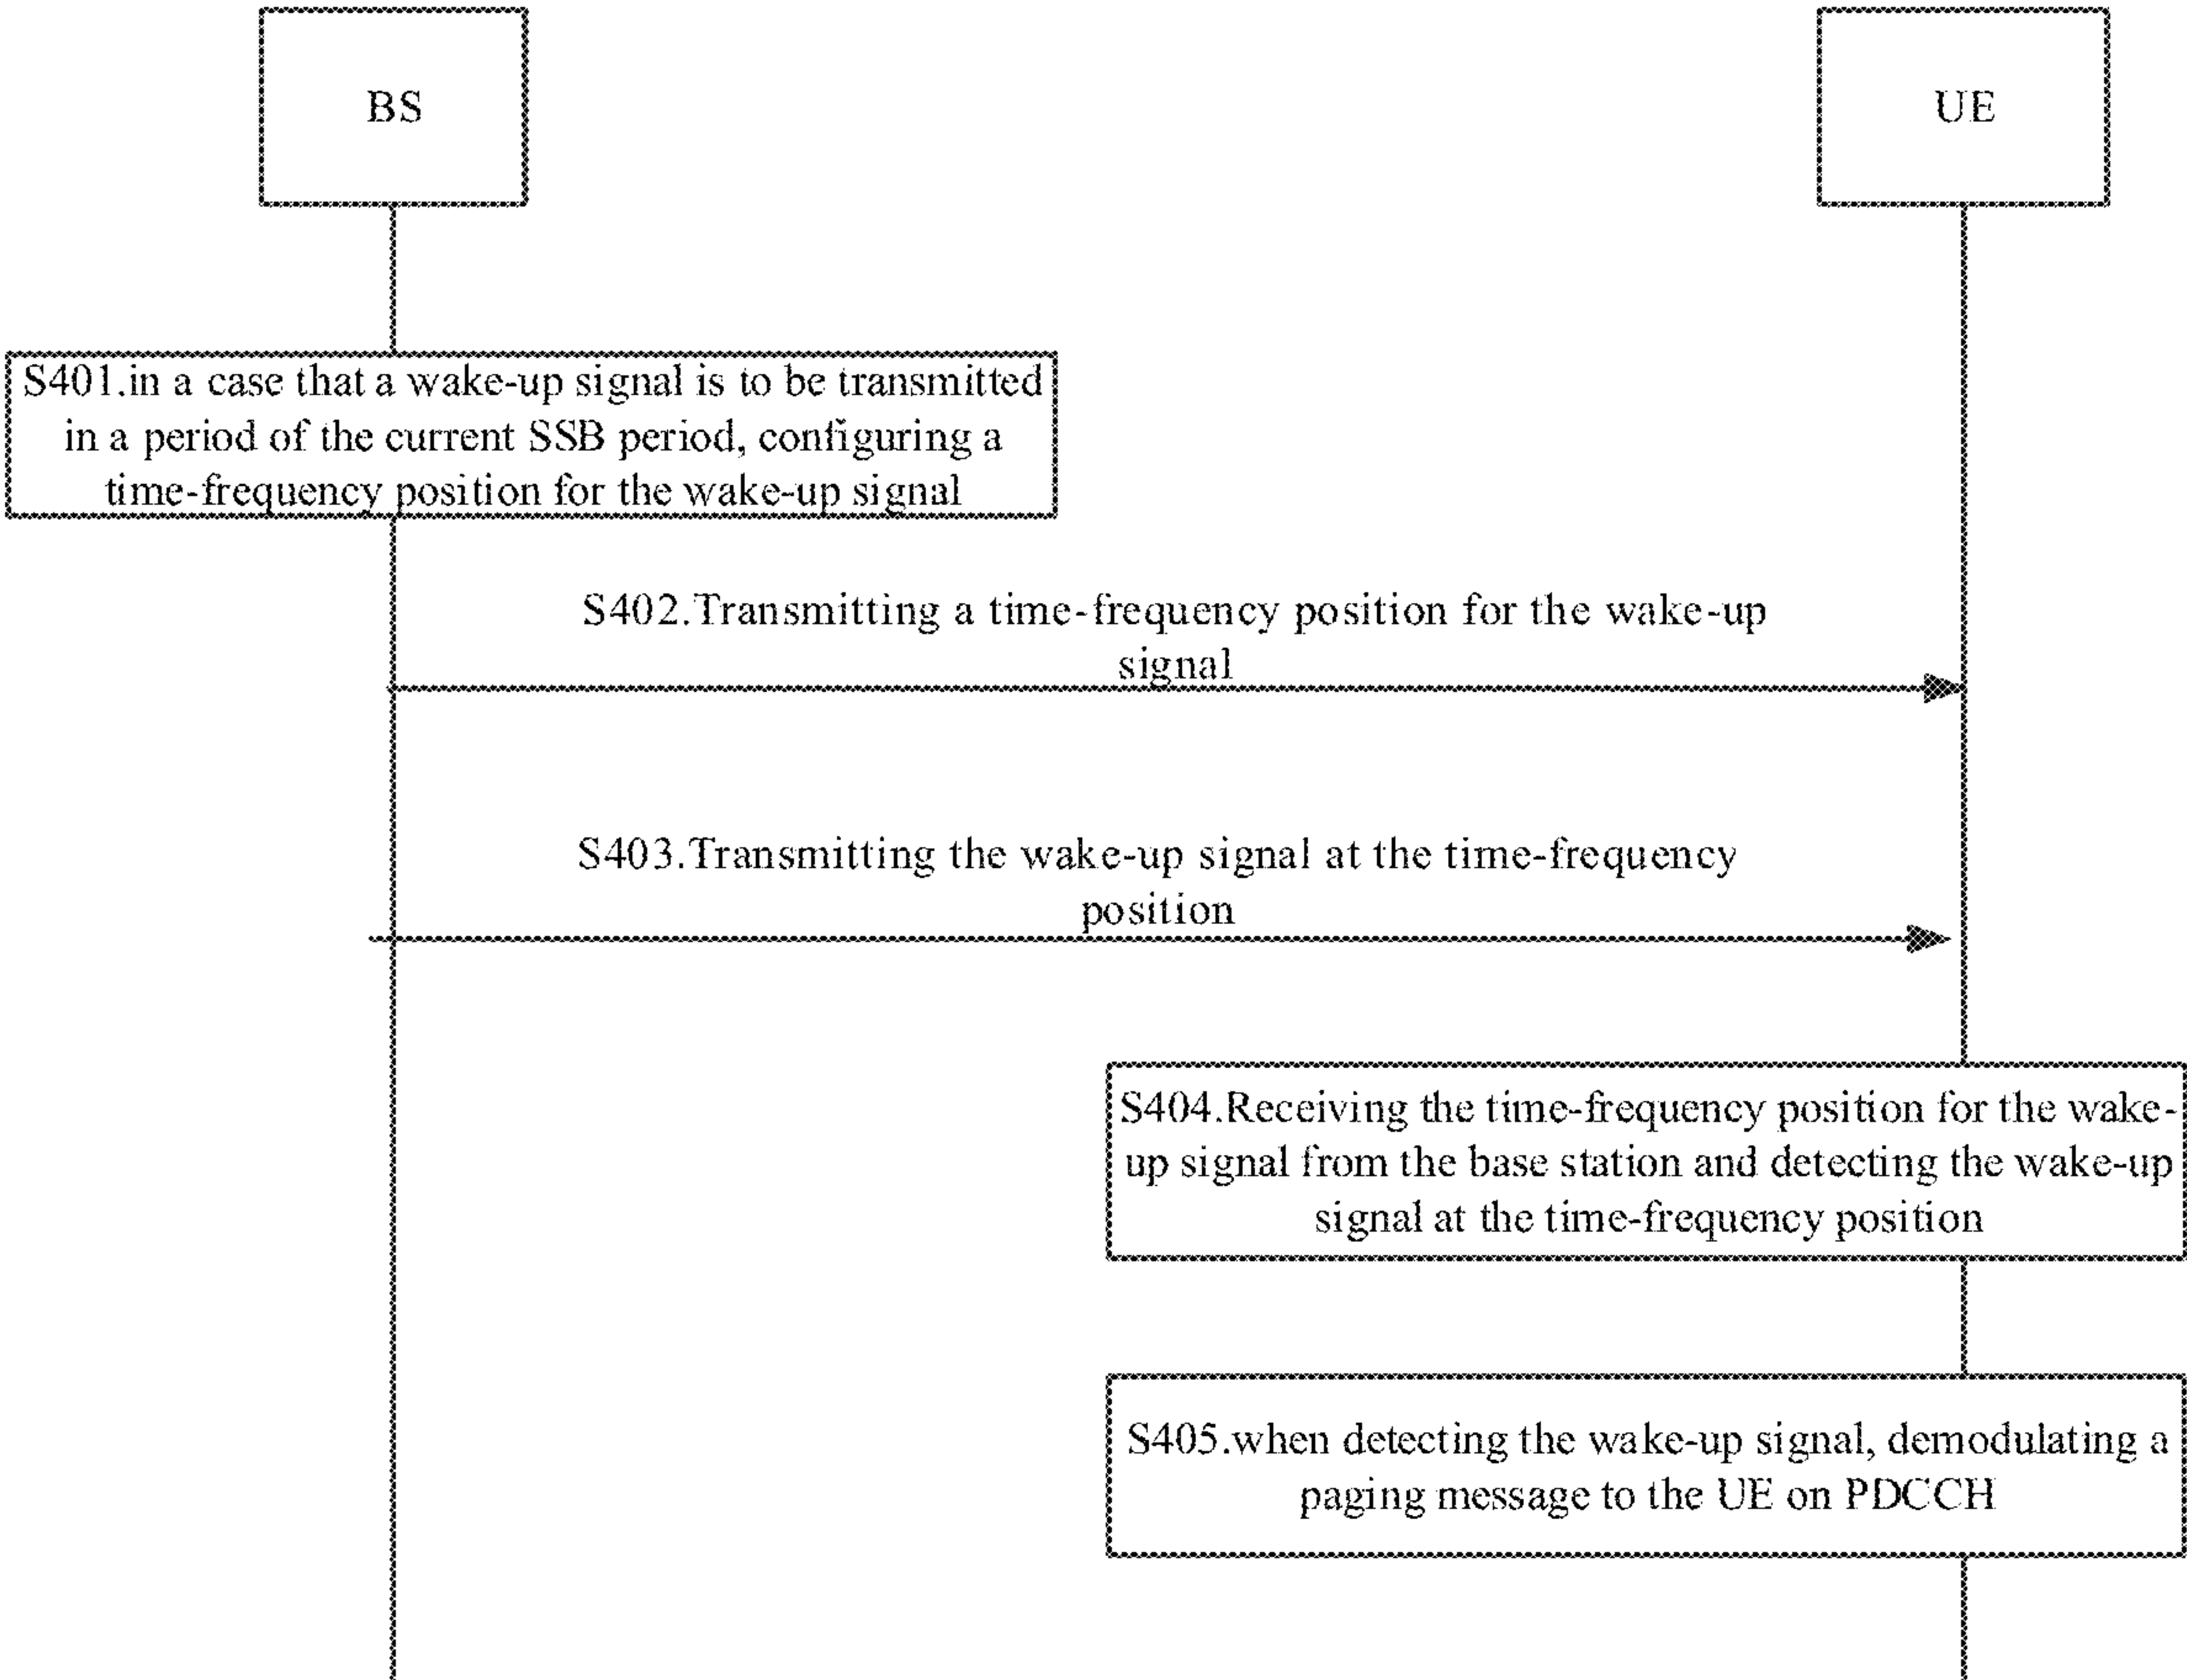 BS
UE
S401.in a case that a wake-up signal is to be transmitted
in a period of the current SSB period, configuring a
time-frequency position for the wake-up signal
S402.Transmitting a time-frequency position for the wake-up
signal
S403.Transmitting the wake-up signal at the time-frequency
position
S404.Receiving the time-frequency position for the wake-
up signal from the base station and detecting the wake-up
signal at the time-frequency position
S405.when detecting the wake-up signal, demodulating a
paging message to the UE on PDCCH